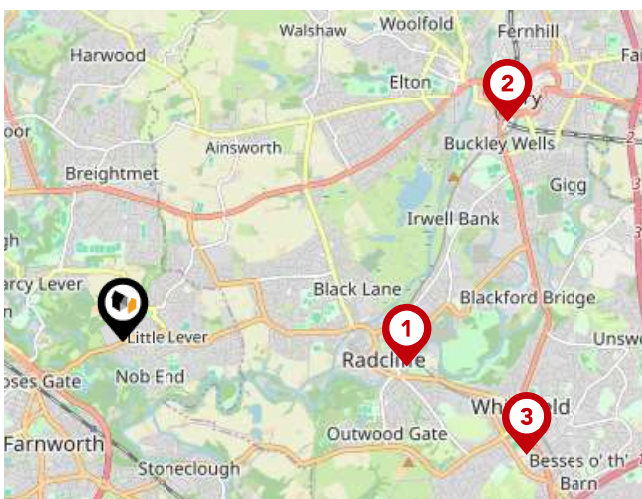 Walshaw
Woolfold
Fernhill
Harwood
Elton
2
Ainsworth
Buckley Wells
Breightmet
Gigg
Irwell Bank
Black Lane
Blackford Bridge
1
Little Lever
Radcliffe
Nob End
3
Outwood Gate
Farnworth
Stoneclough
Besses o' th'
Barn